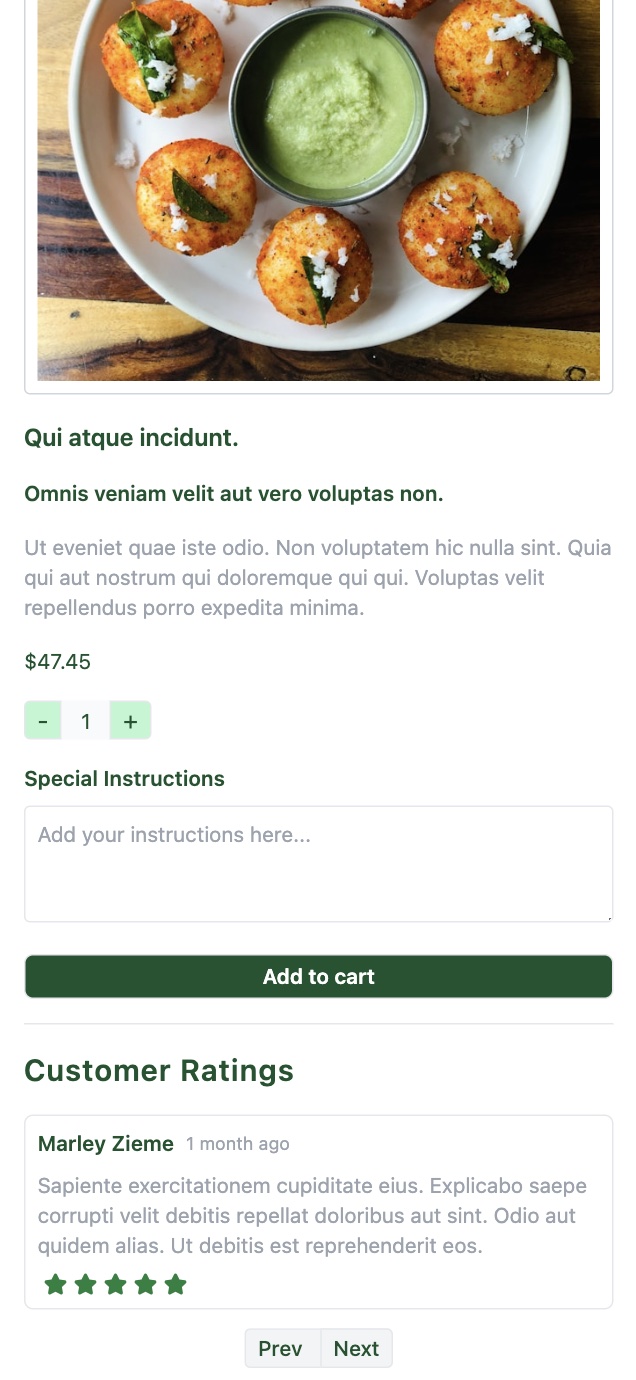 Qui atque incidunt.
Omnis veniam velit aut vero voluptas non.
Ut eveniet quae iste odio. Non voluptatem hic nulla sint. Quia
qui aut nostrum qui doloremque qui qui. Voluptas velit
repellendus porro expedita minima.
$47.45
- 1 +
Special Instructions
Add your instructions here...
Add to cart
Customer Ratings
Marley Zieme 1 month ago
Sapiente exercitationem cupiditate eius. Explicabo saepe
corrupti velit debitis repellat doloribus aut sint. Odio aut
quidem alias. Ut debitis est reprehenderit eos.
Prev Next